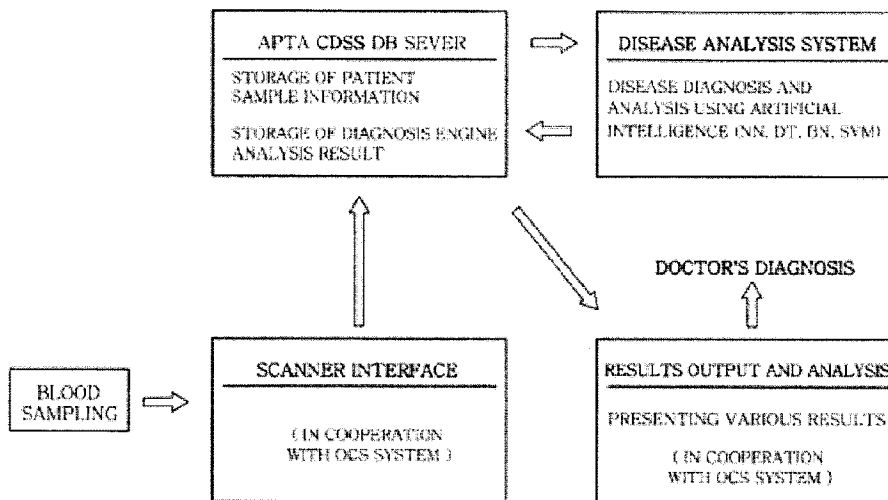 APTA CDSS DB SEVER
STORAGE OF PATIENT
SAMPLE INFORMATION
STORAGE OF DIAGNOSIS ENGINE
ANALYSIS RESULT
DISEASE ANALYSIS SYSTEM
DISEASE DIAGNOSIS AND
ANALYSIS USING ARTIFICIAL
INTELLIGENCE (NN, DT, BN, SVM)
DOCTOR'S DIAGNOSIS
BLOOD
SAMPLING
SCANNER INTERFACE
( IN COOPERATION
WITH OCS SYSTEM )
RESULTS OUTPUT AND ANALYSIS
PRESENTING VARIOUS RESULTS
( IN COOPERATION
WITH OCS SYSTEM )